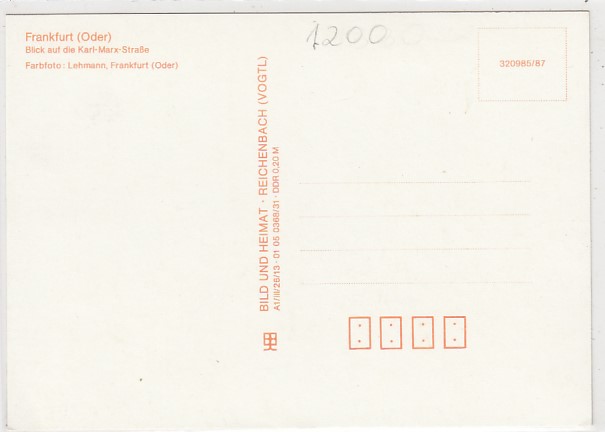 Frankfurt (Oder)
Blick auf die Karl-Marx-Straße
Farbfoto: Lehmann, Frankfurt (Oder)
1200
320985/87
BILD UND HEIMAT · REICHENBACH (VOGTL)
A1/III/26/13 · 01 05 0368/31 · DDR 0,20 M